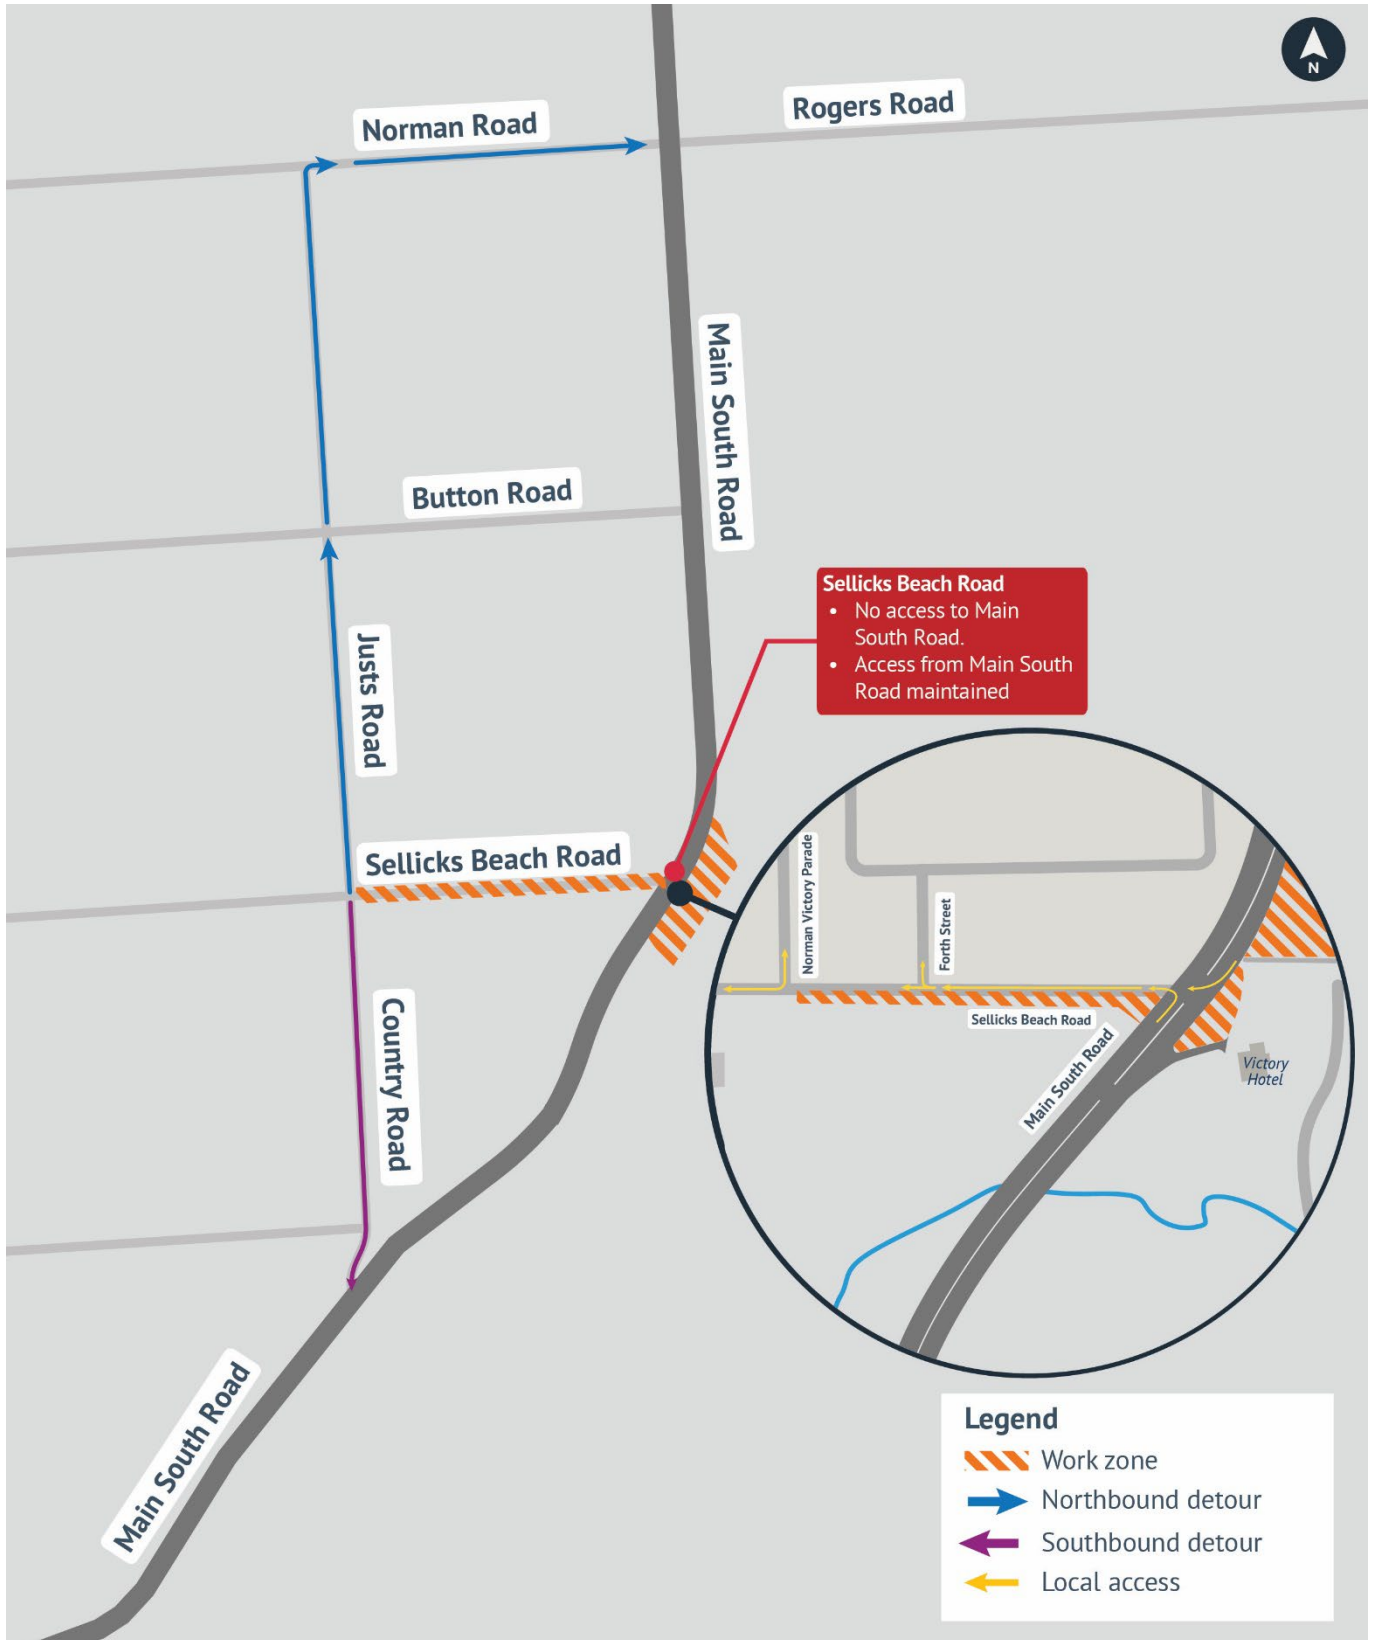 N
Rogers Road
Norman Road
Main South Road
Button Road
Sellicks Beach Road
• No access to Main
South Road.
• Access from Main South
Road maintained
Justs Road
Sellicks Beach Road
Norman Victory Parade
Forth Street
Sellicks Beach Road
Main South Road
Victory
Hotel
Country Road
Main South Road
Legend
Work zone
Northbound detour
Southbound detour
Local access